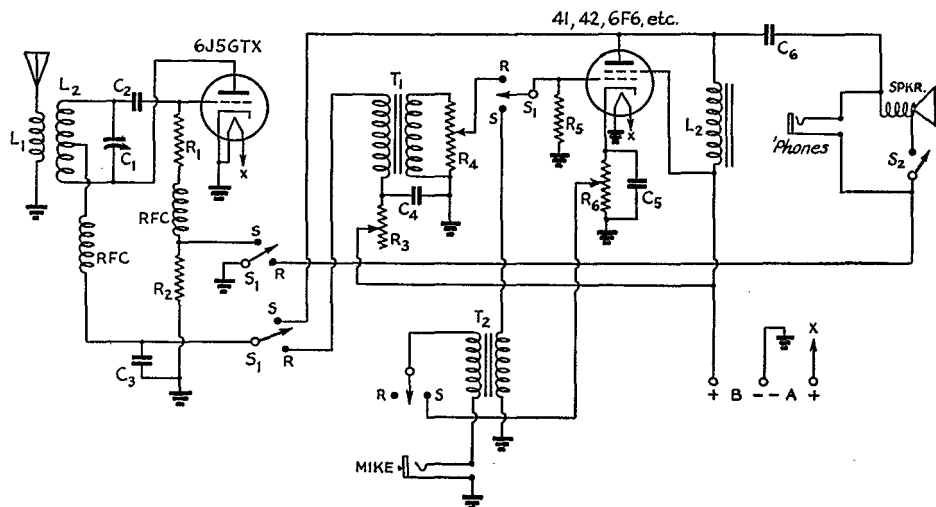 41, 42, 6F6, etc.
6J5GTX
L1
L2
C2
C1
R1
RFC
RFC
R2
C3
X
S
S1
R
S
S1
R
T1
R4
C4
R3
R
S
S1
R5
X
R6
C5
L2
C6
SPKR.
'Phones
S2
T2
R
S
MIKE
+ B - - A +
X